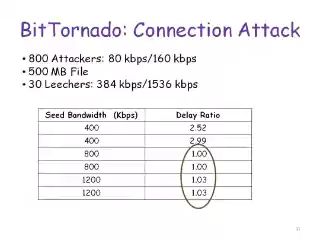 BitTornado: Connection Attack
• 800 Attackers: 80 kbps/160 kbps
• 500 MB File
• 30 Leechers: 384 kbps/1536 kbps
Seed Bandwidth (Kbps) Delay Ratio
400 2.52
400 2.99
800 1.00
800 1.00
1200 1.03
1200 1.03